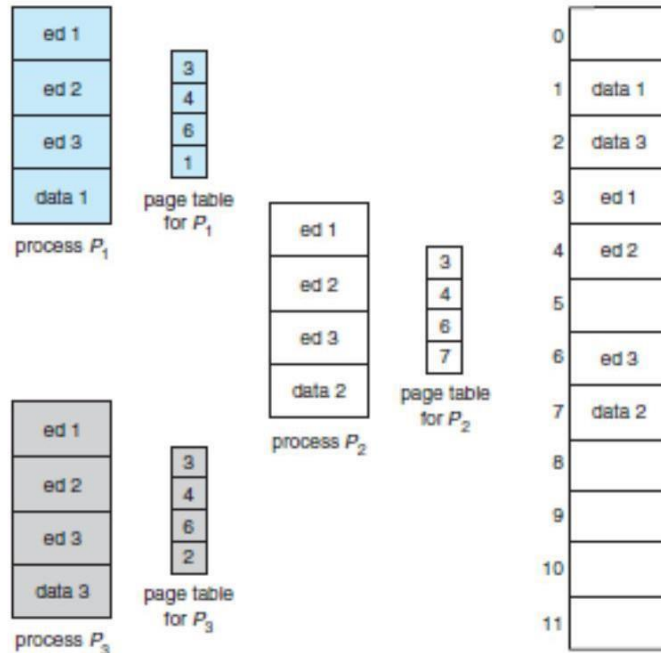 ed 1
ed 2
ed 3
data 1
process P1
3
4
6
1
page table
for P1
ed 1
ed 2
ed 3
data 2
process P2
3
4
6
7
page table
for P2
ed 1
ed 2
ed 3
data 3
process P3
3
4
6
2
page table
for P3
0
1 data 1
2 data 3
3 ed 1
4 ed 2
5
6 ed 3
7 data 2
8
9
10
11